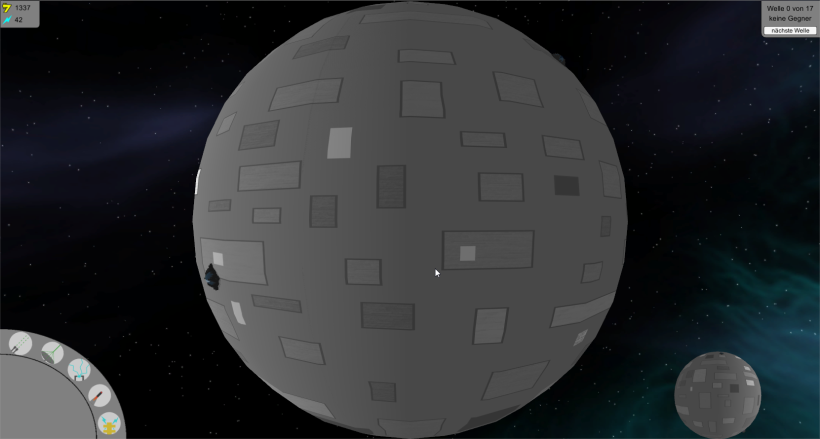 1337
42
Welle 0 von 17
keine Gegner
nächste Welle